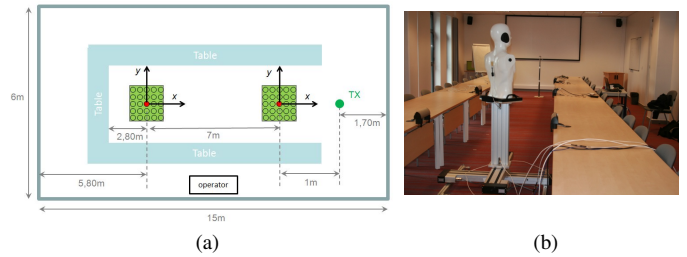 Table
y
y
6m
Table
x
x
TX
2,80m
7m
1,70m
Table
5,80m
operator
1m
15m
(a)
(b)